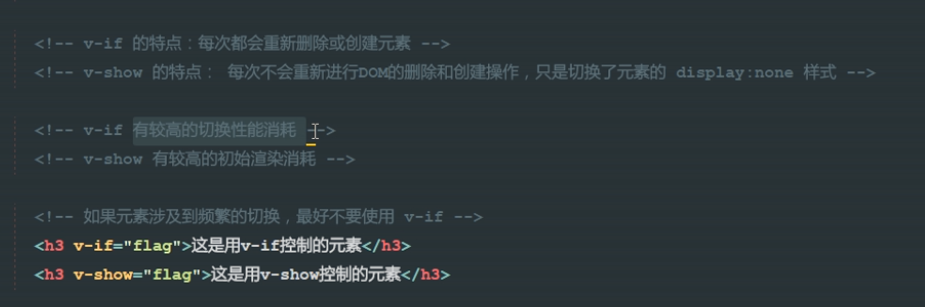 <!-- v-if 的特点：每次都会重新删除或创建元素 -->
<!-- v-show 的特点： 每次不会重新进行DOM的删除和创建操作，只是切换了元素的 display:none 样式 -->
<!-- v-if 有较高的切换性能消耗 -->
<!-- v-show 有较高的初始渲染消耗 -->
<!-- 如果元素涉及到频繁的切换，最好不要使用 v-if -->
<h3 v-if="flag">这是用v-if控制的元素</h3>
<h3 v-show="flag">这是用v-show控制的元素</h3>